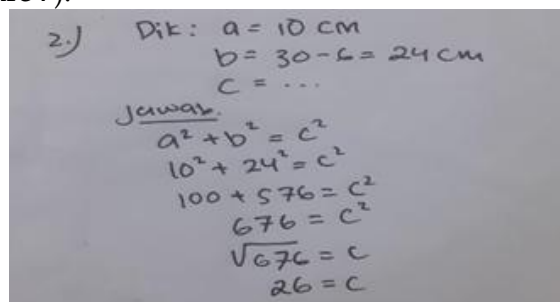 2.) Dik : a = 10 cm
b = 30 - 6 = 24 cm
c = ...
Jawab.
a² + b² = c²
10² + 24² = c²
100 + 576 = c²
676 = c²
√676 = c
26 = c